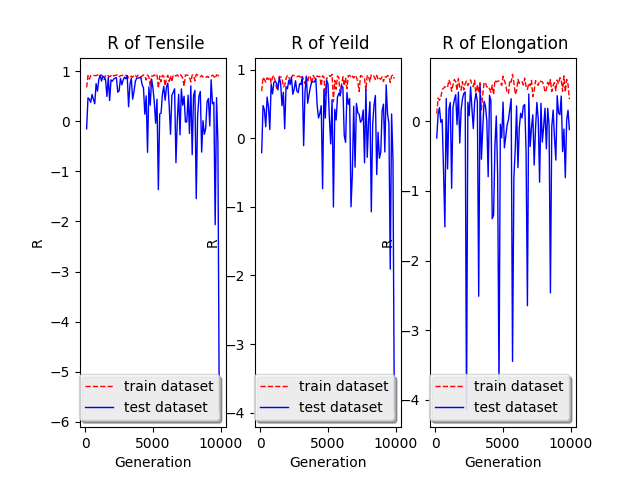 R of Tensile
R of Yeild
R of Elongation
1
0
−1
−2
−3
−4
−5
−6
R
train dataset
test dataset
0
5000
10000
Generation
1
0
−1
−2
−3
−4
R
train dataset
test dataset
0
5000
10000
Generation
0
−1
−2
−3
−4
R
train dataset
test dataset
0
5000
10000
Generation